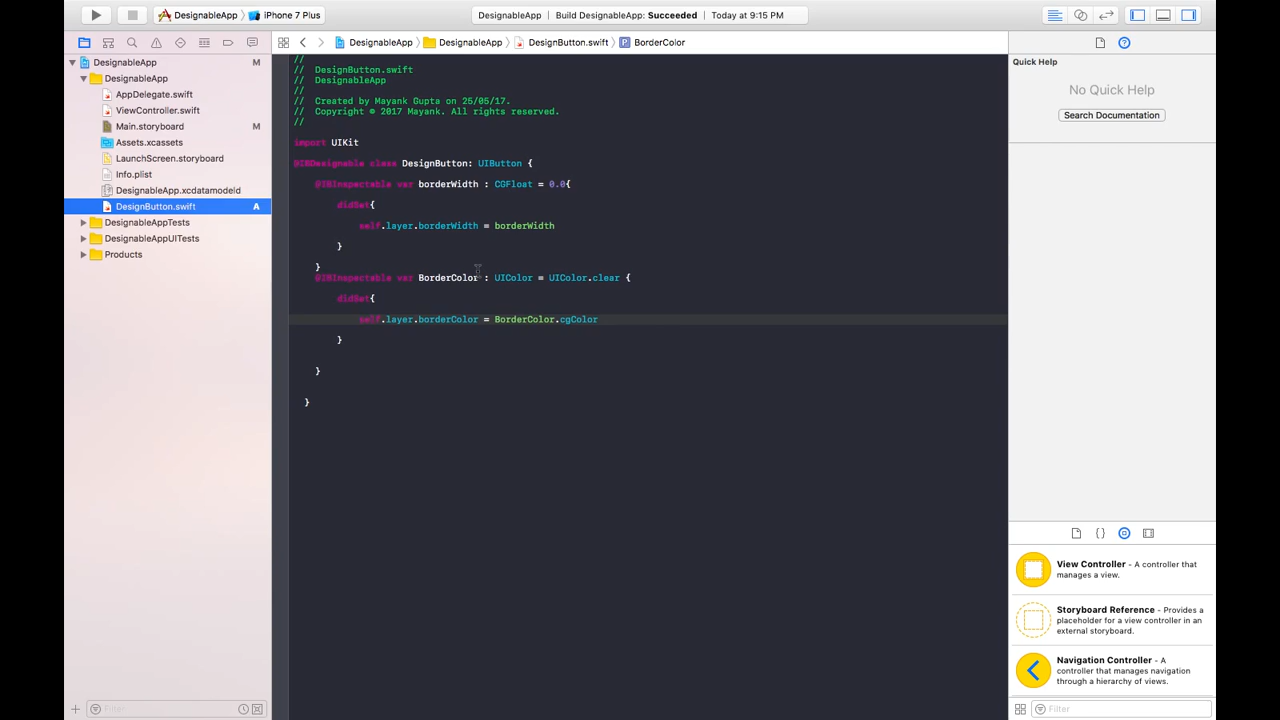 DesignableApp iPhone 7 Plus
DesignableApp Build DesignableApp: Succeeded Today at 9:15 PM
DesignableApp DesignableApp DesignButton.swift P BorderColor
DesignableApp M
DesignableApp
AppDelegate.swift
ViewController.swift
Main.storyboard M
Assets.xcassets
LaunchScreen.storyboard
Info.plist
DesignableApp.xcdatamodeld
DesignButton.swift A
DesignableAppTests
DesignableAppUITests
Products
Filter
//
// DesignButton.swift
// DesignableApp
//
// Created by Mayank Gupta on 25/05/17.
// Copyright © 2017 Mayank. All rights reserved.
//
import UIKit
@IBDesignable class DesignButton: UIButton {
@IBInspectable var borderWidth : CGFloat = 0.0{
didSet{
self.layer.borderWidth = borderWidth
}
}
@IBInspectable var BorderColor : UIColor = UIColor.clear {
didSet{
self.layer.borderColor = BorderColor.cgColor
}
}
}
Quick Help
No Quick Help
Search Documentation
View Controller - A controller that
manages a view.
Storyboard Reference - Provides a
placeholder for a view controller in an
external storyboard.
Navigation Controller - A
controller that manages navigation
through a hierarchy of views.
Filter